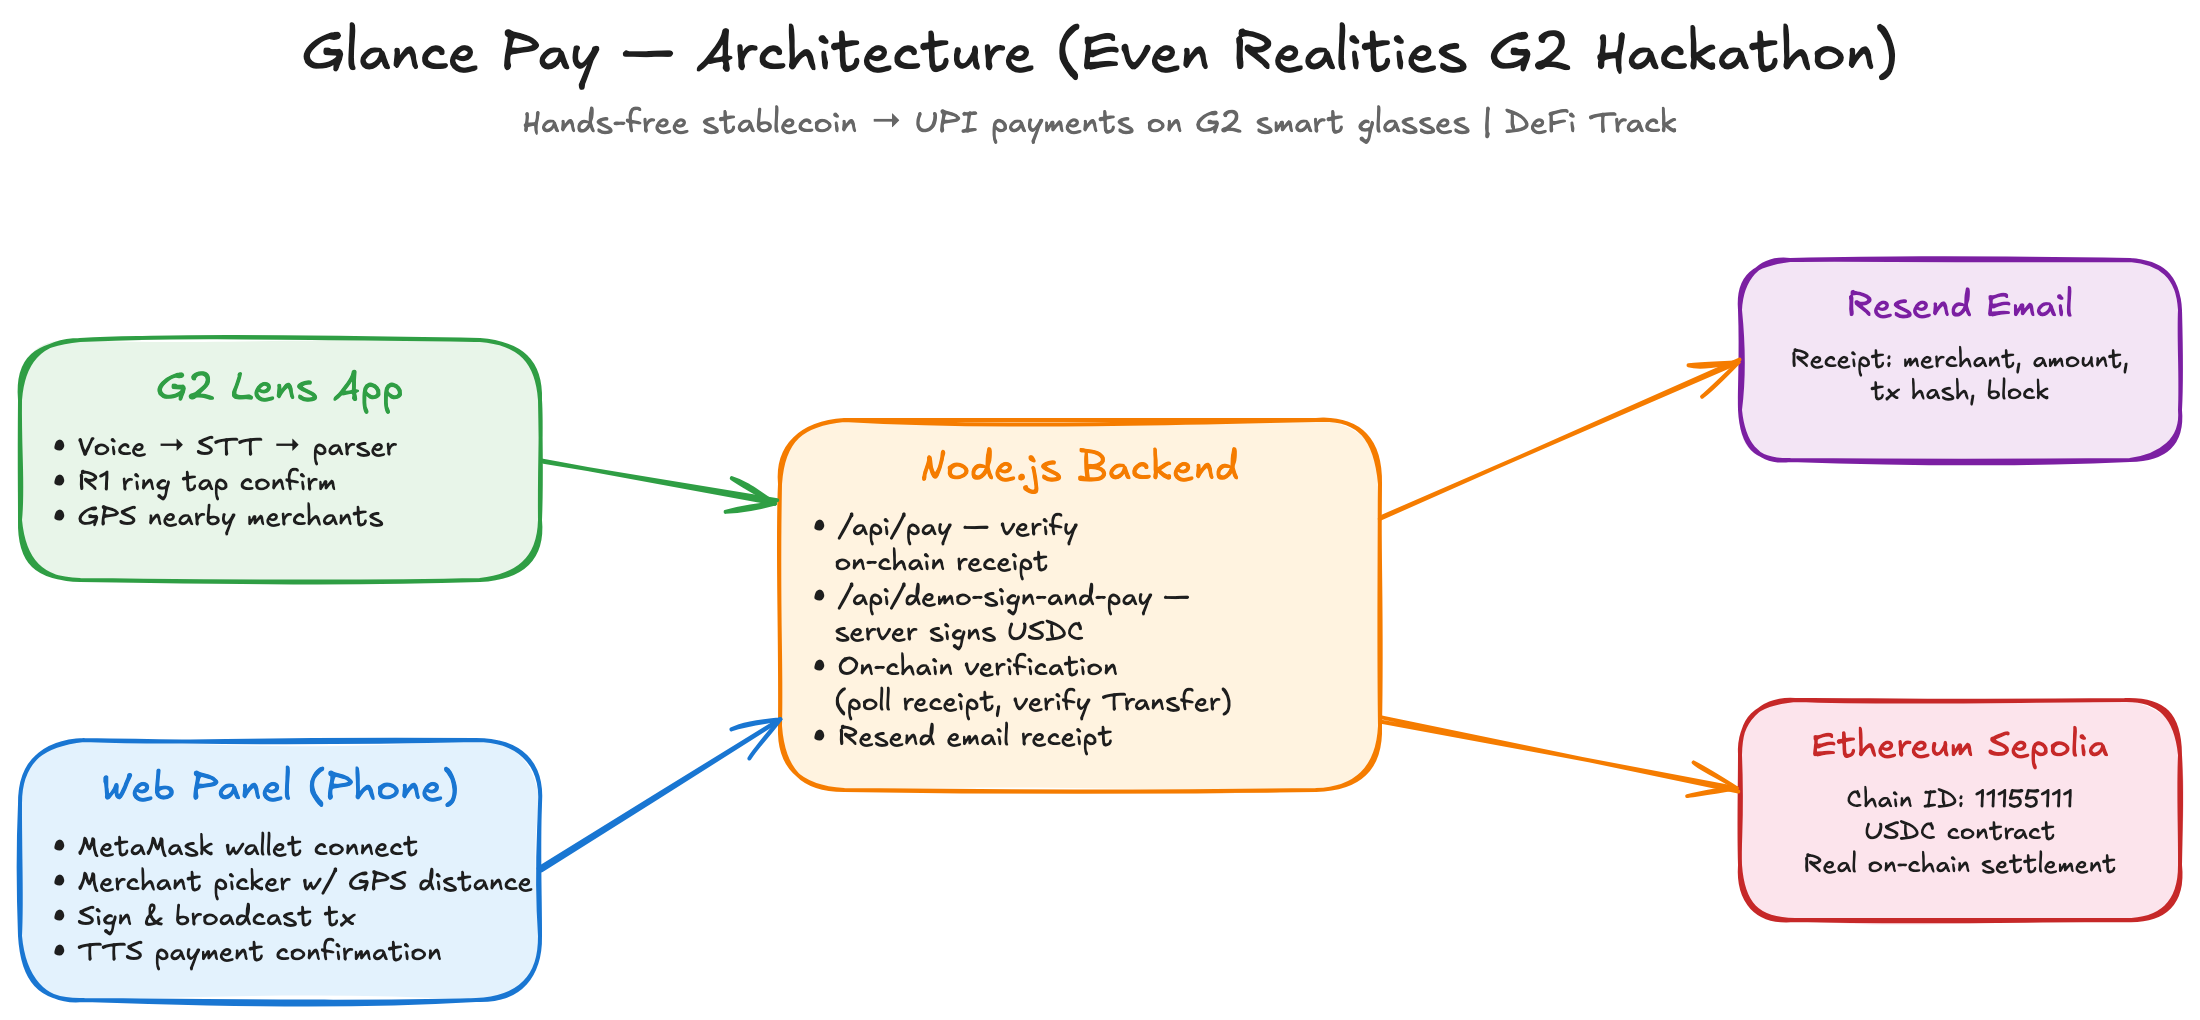 Glance Pay — Architecture (Even Realities G2 Hackathon)
Hands-free stablecoin → UPI payments on G2 smart glasses | DeFi Track
G2 Lens App
• Voice → STT → parser
• R1 ring tap confirm
• GPS nearby merchants
Web Panel (Phone)
• MetaMask wallet connect
• Merchant picker w/ GPS distance
• Sign & broadcast tx
• TTS payment confirmation
Node.js Backend
• /api/pay — verify
on-chain receipt
• /api/demo-sign-and-pay —
server signs USDC
• On-chain verification
(poll receipt, verify Transfer)
• Resend email receipt
Resend Email
Receipt: merchant, amount,
tx hash, block
Ethereum Sepolia
Chain ID: 11155111
USDC contract
Real on-chain settlement